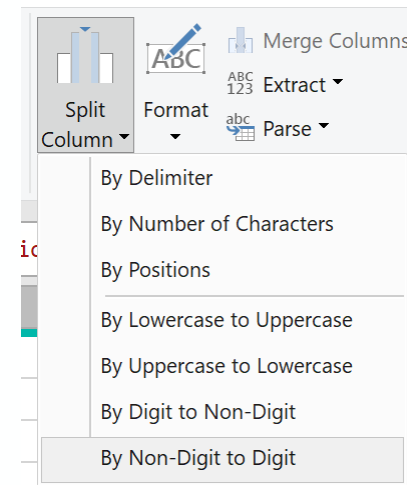 Split
Column
ABC
Format
Merge Columns
ABC
123
Extract
abc
Parse
By Delimiter
By Number of Characters
By Positions
By Lowercase to Uppercase
By Uppercase to Lowercase
By Digit to Non-Digit
By Non-Digit to Digit